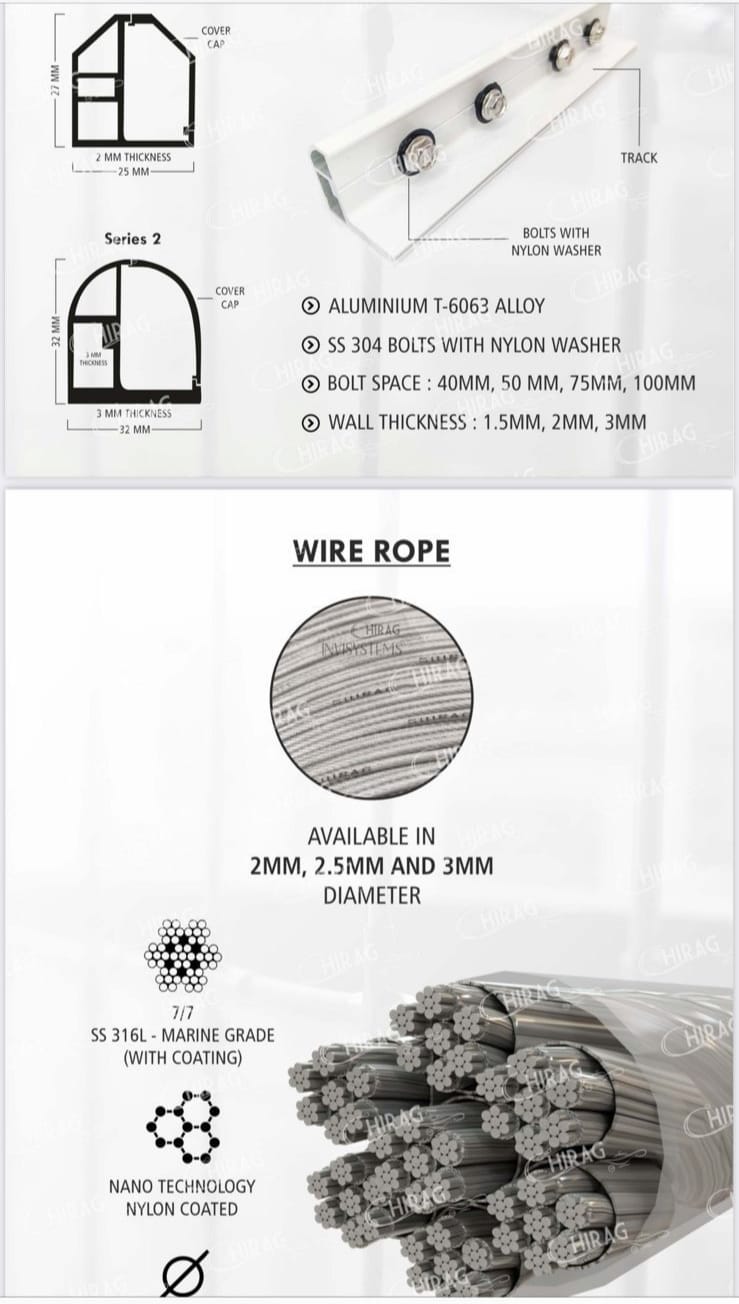 COVER
CAP
27 MM
2 MM THICKNESS
25 MM
TRACK
BOLTS WITH
NYLON WASHER
Series 2
COVER
CAP
32 MM
3 MM
THICKNESS
3 MM THICKNESS
32 MM
ALUMINIUM T-6063 ALLOY
SS 304 BOLTS WITH NYLON WASHER
BOLT SPACE : 40MM, 50 MM, 75MM, 100MM
WALL THICKNESS : 1.5MM, 2MM, 3MM
WIRE ROPE
CHIRAG
INVISYSTEMS
AVAILABLE IN
2MM, 2.5MM AND 3MM
DIAMETER
7/7
SS 316L - MARINE GRADE
(WITH COATING)
NANO TECHNOLOGY
NYLON COATED
CHIRAG